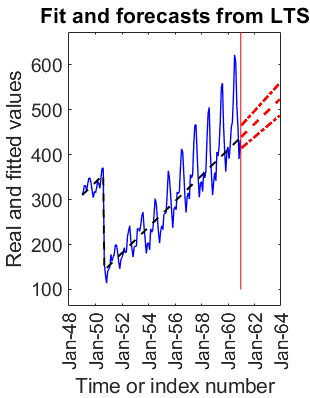 Fit and forecasts from LTS
Real and fitted values
600
500
400
300
200
100
Jan-48
Jan-50
Jan-52
Jan-54
Jan-56
Jan-58
Jan-60
Jan-62
Jan-64
Time or index number